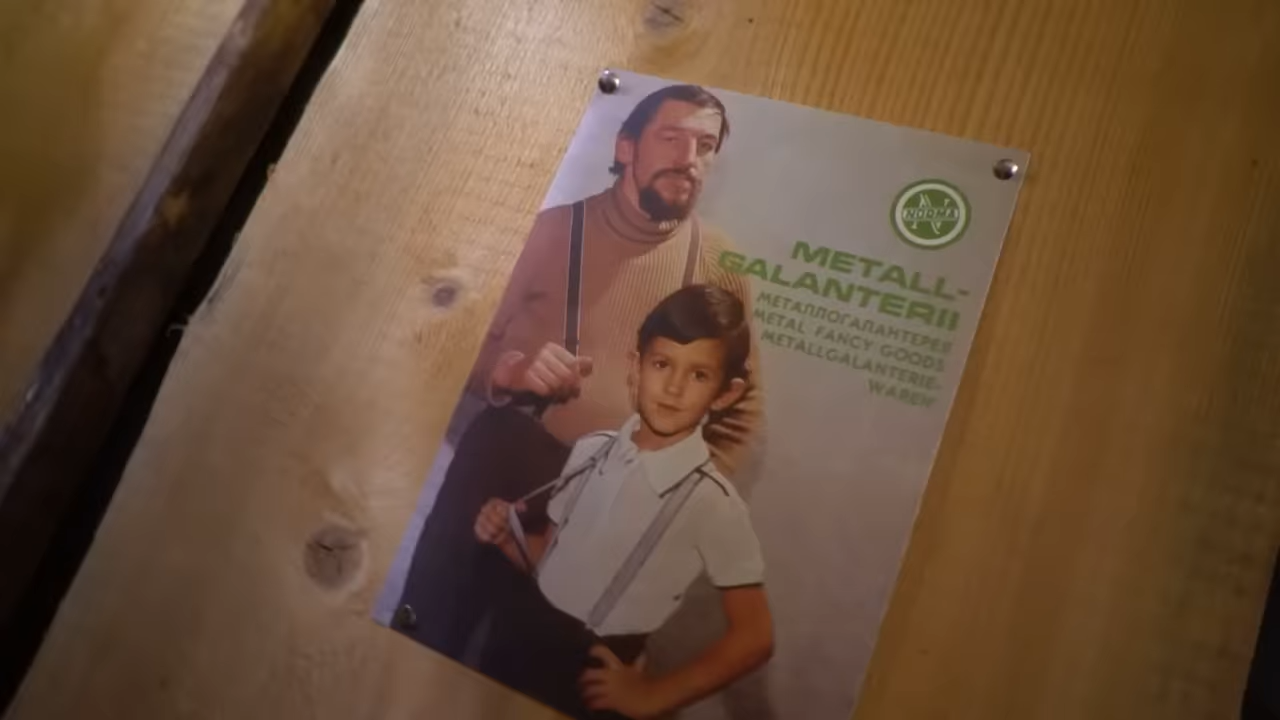 NORMA
METALL-
GALANTERII
МЕТАЛЛОГАЛАНТЕРЕЯ
METAL FANCY GOODS
METALLGALANTERIE-
WAREN